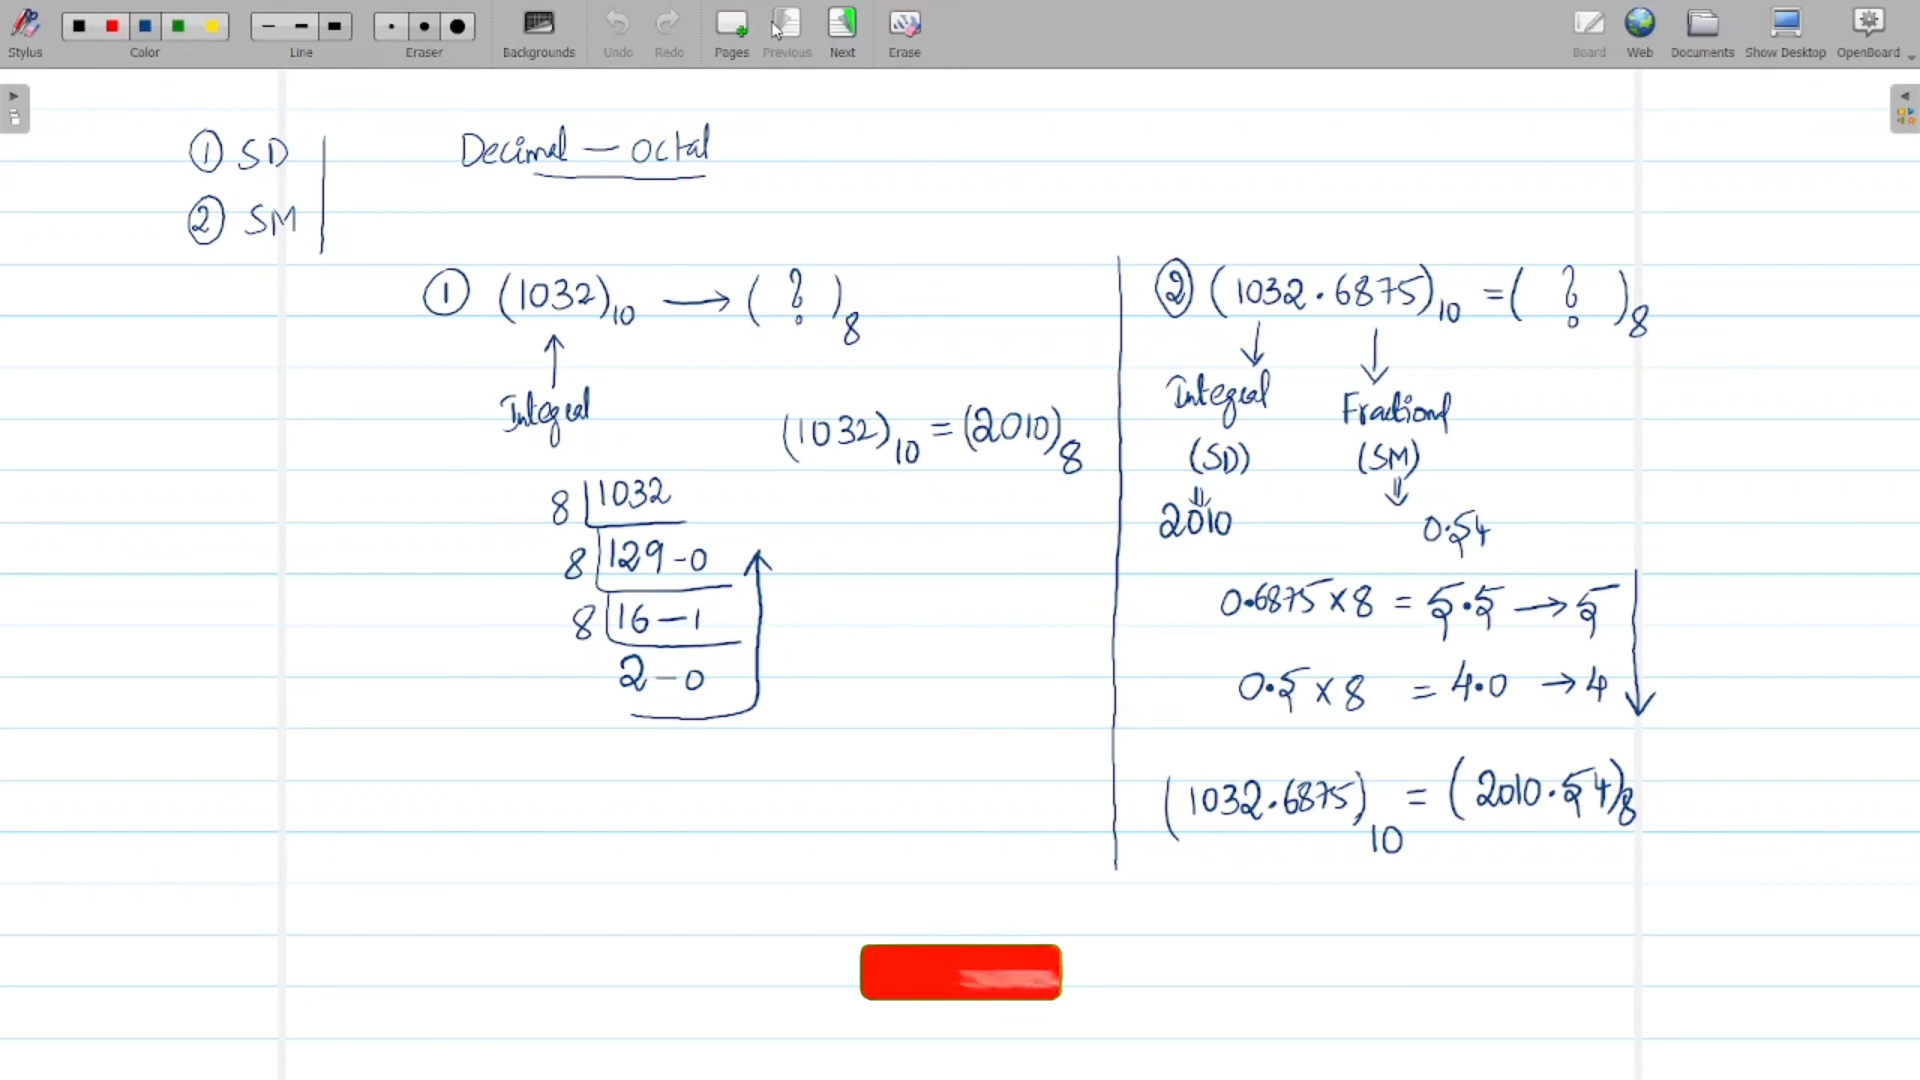 Stylus Color Line Eraser Backgrounds Undo Redo Pages Previous Next Erase Board Web Documents Show Desktop OpenBoard
① SD
② SM
Decimal — Octal
① (1032)10 → ( ? )8
↑
Integral
(1032)10 = (2010)8
8 | 1032
8 | 129 - 0
8 | 16 — 1
2 — 0
② (1032.6875)10 = ( ? )8
↓ ↓
Integral Fractional
(SD) (SM)
⇓ ⇓
2010 0.54
0.6875 x 8 = 5.5 → 5
0.5 x 8 = 4.0 → 4
(1032.6875)10 = (2010.54)8